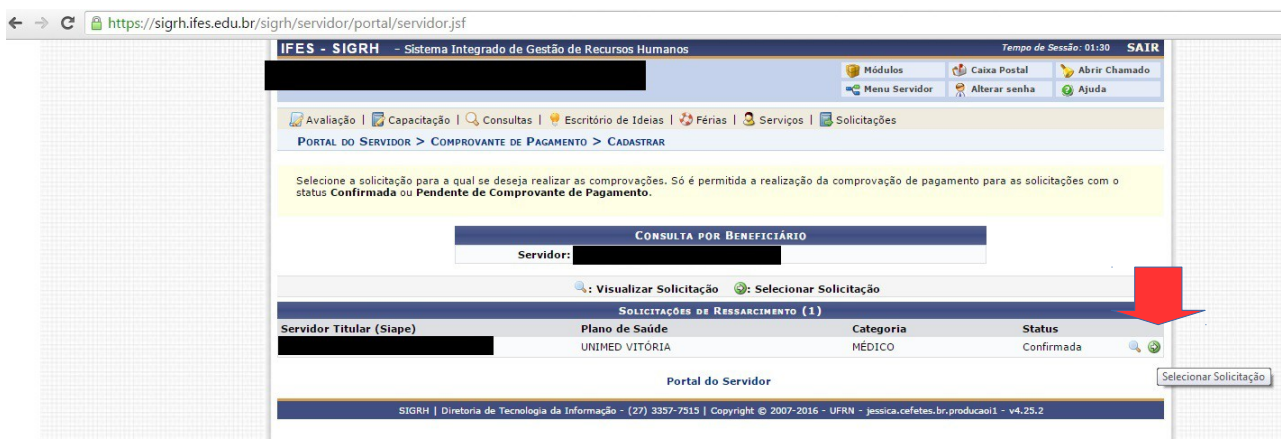 https://sigrh.ifes.edu.br/sigrh/servidor/portal/servidor.jsf
IFES - SIGRH - Sistema Integrado de Gestão de Recursos Humanos Tempo de Sessão: 01:30 SAIR
Módulos Caixa Postal Abrir Chamado
Menu Servidor Alterar senha Ajuda
Avaliação | Capacitação | Consultas | Escritório de Ideias | Férias | Serviços | Solicitações
PORTAL DO SERVIDOR > COMPROVANTE DE PAGAMENTO > CADASTRAR
Selecione a solicitação para a qual se deseja realizar as comprovações. Só é permitida a realização da comprovação de pagamento para as solicitações com o
status Confirmada ou Pendente de Comprovante de Pagamento.
CONSULTA POR BENEFICIÁRIO
Servidor:
: Visualizar Solicitação : Selecionar Solicitação
SOLICITAÇÕES DE RESSARCIMENTO (1)
Servidor Titular (Siape) Plano de Saúde Categoria Status
UNIMED VITÓRIA MÉDICO Confirmada
Selecionar Solicitação
Portal do Servidor
SIGRH | Diretoria de Tecnologia da Informação - (27) 3357-7515 | Copyright © 2007-2016 - UFRN - jessica.cefetes.br.producaoi1 - v4.25.2